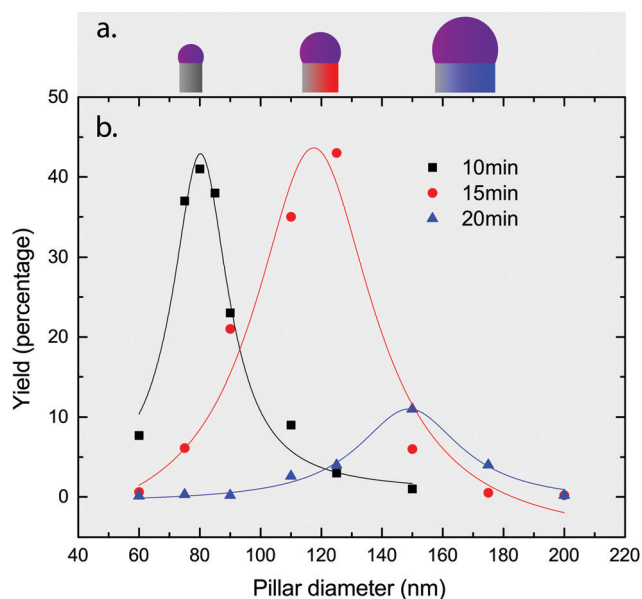 a.
b.
50
40
30
20
10
0
Yield (percentage)
10min
15min
20min
40 60 80 100 120 140 160 180 200 220
Pillar diameter (nm)